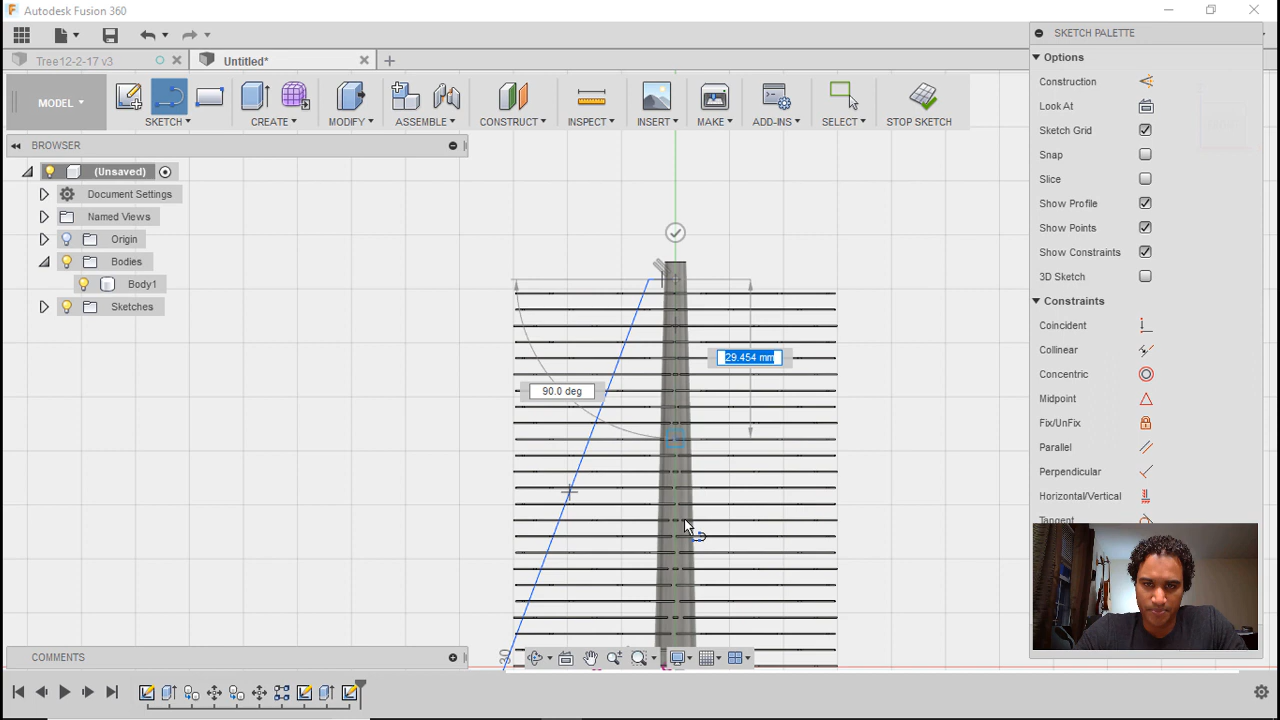 Autodesk Fusion 360
Tree12-2-17 v3
Untitled*
MODEL
SKETCH
CREATE
MODIFY
ASSEMBLE
CONSTRUCT
INSPECT
INSERT
MAKE
ADD-INS
SELECT
STOP SKETCH
SKETCH PALETTE
Options
Construction
Look At
Sketch Grid
Snap
Slice
Show Profile
Show Points
Show Constraints
3D Sketch
Constraints
Coincident
Collinear
Concentric
Midpoint
Fix/UnFix
Parallel
Perpendicular
Horizontal/Vertical
Tangent
BROWSER
(Unsaved)
Document Settings
Named Views
Origin
Bodies
Body1
Sketches
29.454 mm
90.0 deg
30
COMMENTS